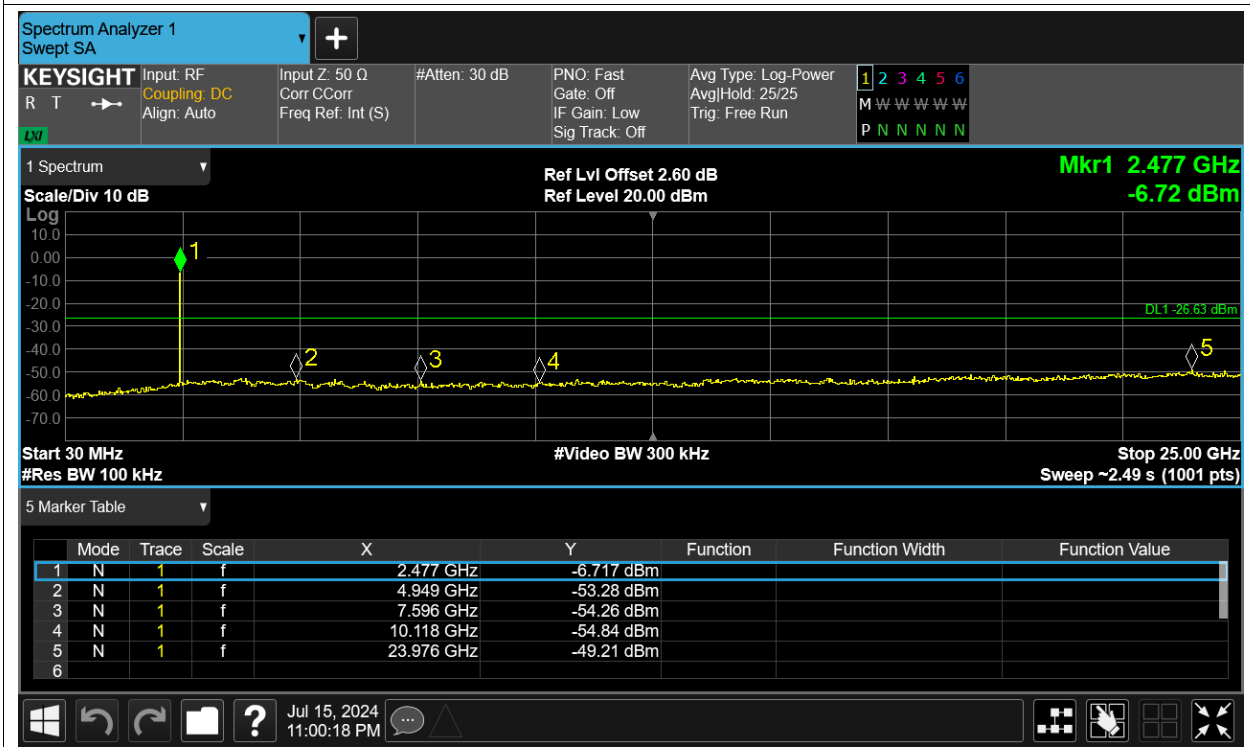 Spectrum Analyzer 1
Swept SA
KEYSIGHT Input: RF Input Z: 50 Ω #Atten: 30 dB PNO: Fast Avg Type: Log-Power 1 2 3 4 5 6
R T Coupling: DC Corr CCorr Gate: Off Avg|Hold: 25/25 M W W W W W W
Align: Auto Freq Ref: Int (S) IF Gain: Low Trig: Free Run
LXI Sig Track: Off P N N N N N N
1 Spectrum Ref Lvl Offset 2.60 dB Mkr1 2.477 GHz
Scale/Div 10 dB Ref Level 20.00 dBm -6.72 dBm
Log
10.0
0.00 1
-10.0
-20.0 DL1 -26.63 dBm
-30.0
-40.0 2 3 4 5
-50.0
-60.0
-70.0
Start 30 MHz #Video BW 300 kHz Stop 25.00 GHz
#Res BW 100 kHz Sweep ~2.49 s (1001 pts)
5 Marker Table
Mode Trace Scale X Y Function Function Width Function Value
1 N 1 f 2.477 GHz -6.717 dBm
2 N 1 f 4.949 GHz -53.28 dBm
3 N 1 f 7.596 GHz -54.26 dBm
4 N 1 f 10.118 GHz -54.84 dBm
5 N 1 f 23.976 GHz -49.21 dBm
6
? Jul 15, 2024
11:00:18 PM